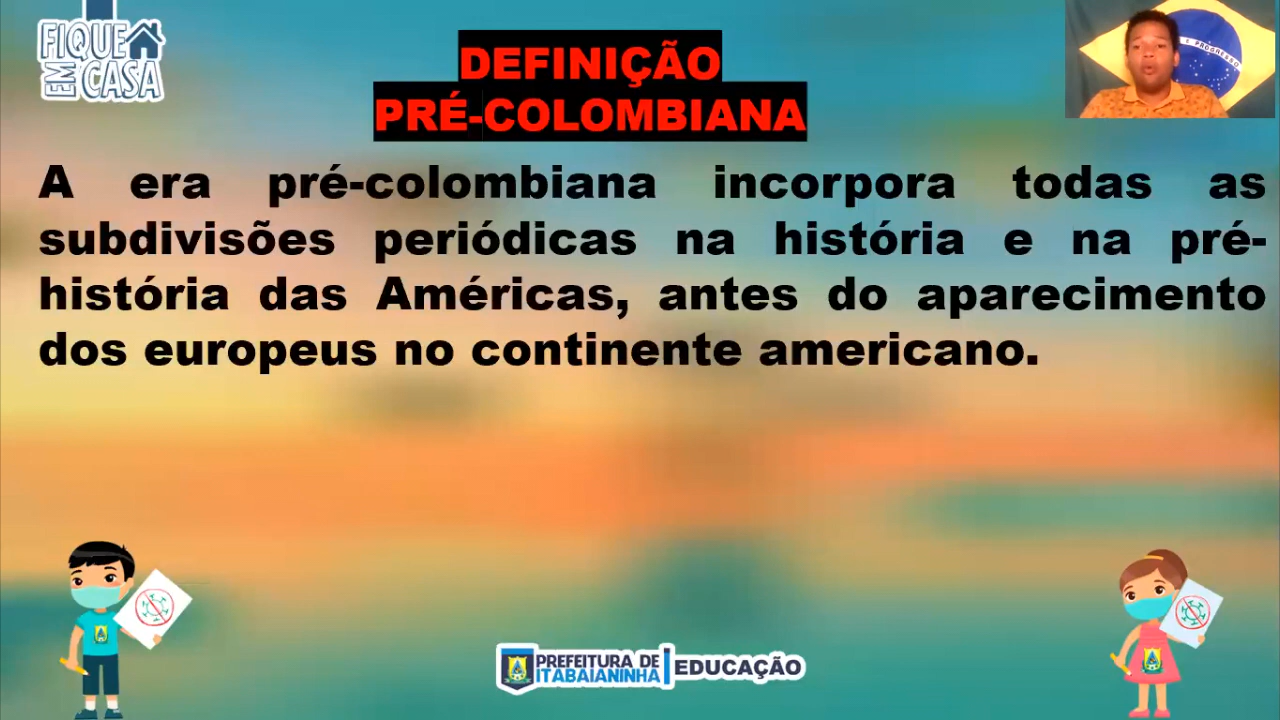 FIQUE
EM CASA
DEFINIÇÃO
PRÉ-COLOMBIANA
PROGRESSO
A era pré-colombiana incorpora todas as
subdivisões periódicas na história e na pré-
história das Américas, antes do aparecimento
dos europeus no continente americano.
PREFEITURA DE
ITABAIANINHA
EDUCAÇÃO